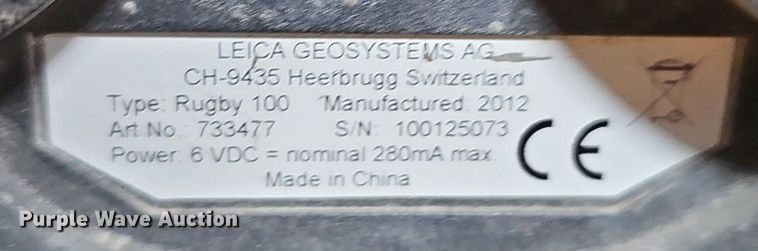 LEICA GEOSYSTEMS AG
CH-9435 Heerbrugg Switzerland
Type: Rugby 100 Manufactured: 2012
Art No.: 733477 S/N: 100125073
Power: 6 VDC = nominal 280mA max
CE
Made in China
Purple Wave Auction